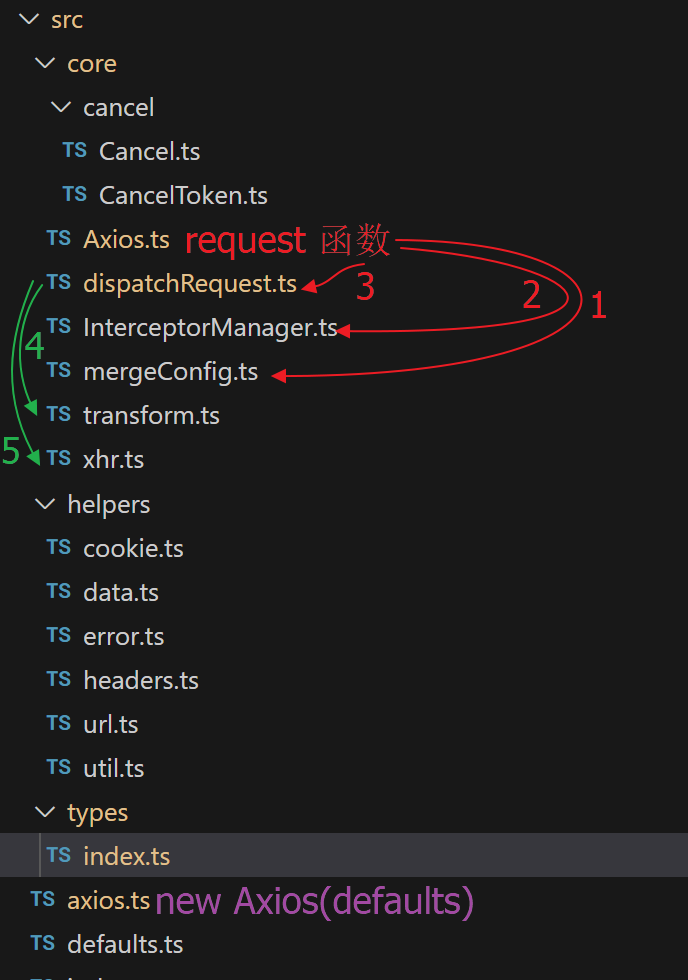 src
core
cancel
TS Cancel.ts
TS CancelToken.ts
TS Axios.ts request 函数
TS dispatchRequest.ts 3
2 1
TS InterceptorManager.ts
4
TS mergeConfig.ts
TS transform.ts
5 TS xhr.ts
helpers
TS cookie.ts
TS data.ts
TS error.ts
TS headers.ts
TS url.ts
TS util.ts
types
TS index.ts
TS axios.ts new Axios(defaults)
TS defaults.ts